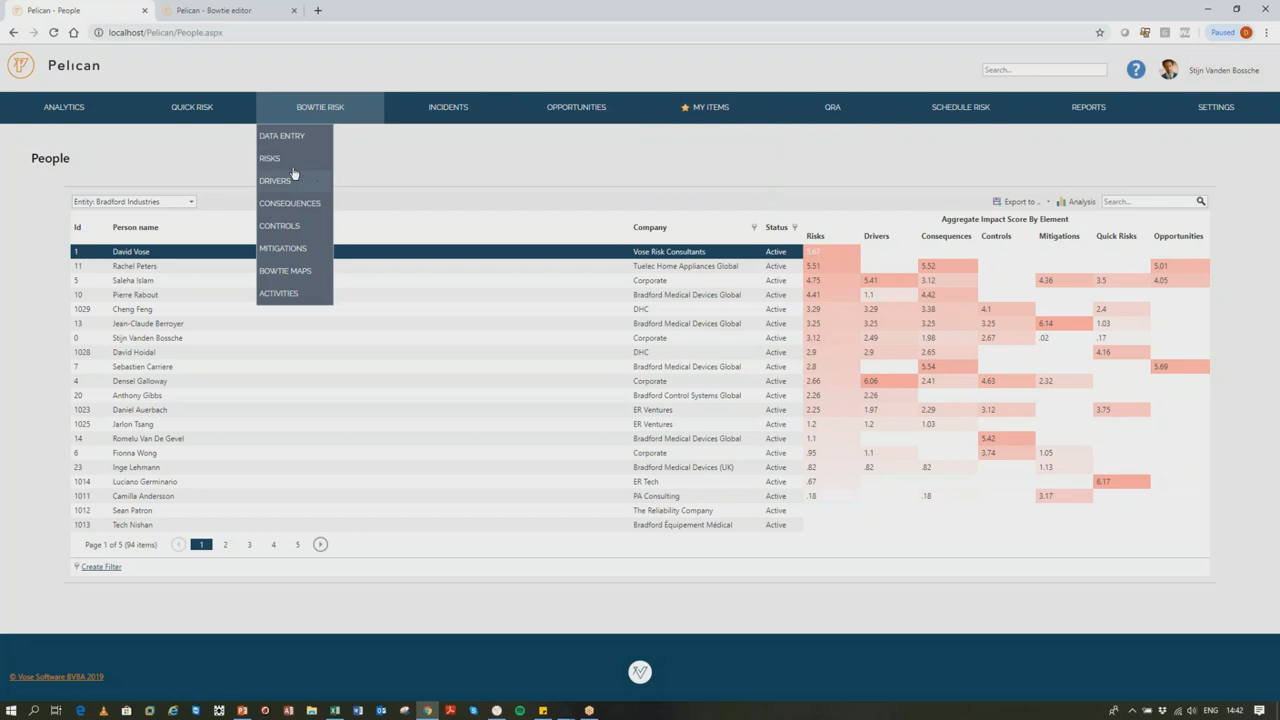 Pelican - People
Pelican - Bowtie editor
localhost/Pelican/People.aspx
Paused D
Pelican
Search...
?
Stijn Vanden Bossche
ANALYTICS QUICK RISK BOWTIE RISK INCIDENTS OPPORTUNITIES MY ITEMS QRA SCHEDULE RISK REPORTS SETTINGS
DATA ENTRY
RISKS
DRIVERS
CONSEQUENCES
CONTROLS
MITIGATIONS
BOWTIE MAPS
ACTIVITIES
People
Entity: Bradford Industries
Export to .. Analysis Search...
Aggregate Impact Score By Element
Id Person name Company Status Risks Drivers Consequences Controls Mitigations Quick Risks Opportunities
1 David Vose Vose Risk Consultants Active 5.67
11 Rachel Peters Tuelec Home Appliances Global Active 5.51 5.52 5.01
5 Saleha Islam Corporate Active 4.75 5.41 3.12 4.36 3.5 4.05
10 Pierre Rabout Bradford Medical Devices Global Active 4.41 1.1 4.42
1029 Cheng Feng DHC Active 3.29 3.29 3.38 4.1 2.4
13 Jean-Claude Berroyer Bradford Medical Devices Global Active 3.25 3.25 3.25 3.25 6.14 1.03
0 Stijn Vanden Bossche Corporate Active 3.12 2.49 1.98 2.67 .02 .17
1028 David Hoidal DHC Active 2.9 2.9 2.65 4.16
7 Sebastien Carriere Bradford Medical Devices Global Active 2.8 5.54 5.69
4 Densel Galloway Corporate Active 2.66 6.06 2.41 4.63 2.32
20 Anthony Gibbs Bradford Control Systems Global Active 2.26 2.26
1023 Daniel Auerbach ER Ventures Active 2.25 1.97 2.29 3.12 3.75
1025 Jarlon Tsang ER Ventures Active 1.2 1.2 1.03
14 Romelu Van De Gevel Bradford Medical Devices Global Active 1.1 5.42
6 Fionna Wong Corporate Active .95 1.1 3.74 1.05
23 Inge Lehmann Bradford Medical Devices (UK) Active .82 .82 .82 1.13
1014 Luciano Germinario ER Tech Active .67 6.17
1011 Camilla Andersson PA Consulting Active .18 .18 3.17
1012 Sean Patron The Reliability Company Active
1013 Tech Nishan Bradford Équipement Médical Active
Page 1 of 5 (94 items) 1 2 3 4 5
Create Filter
© Vose Software BVBA 2019
ENG 14:42